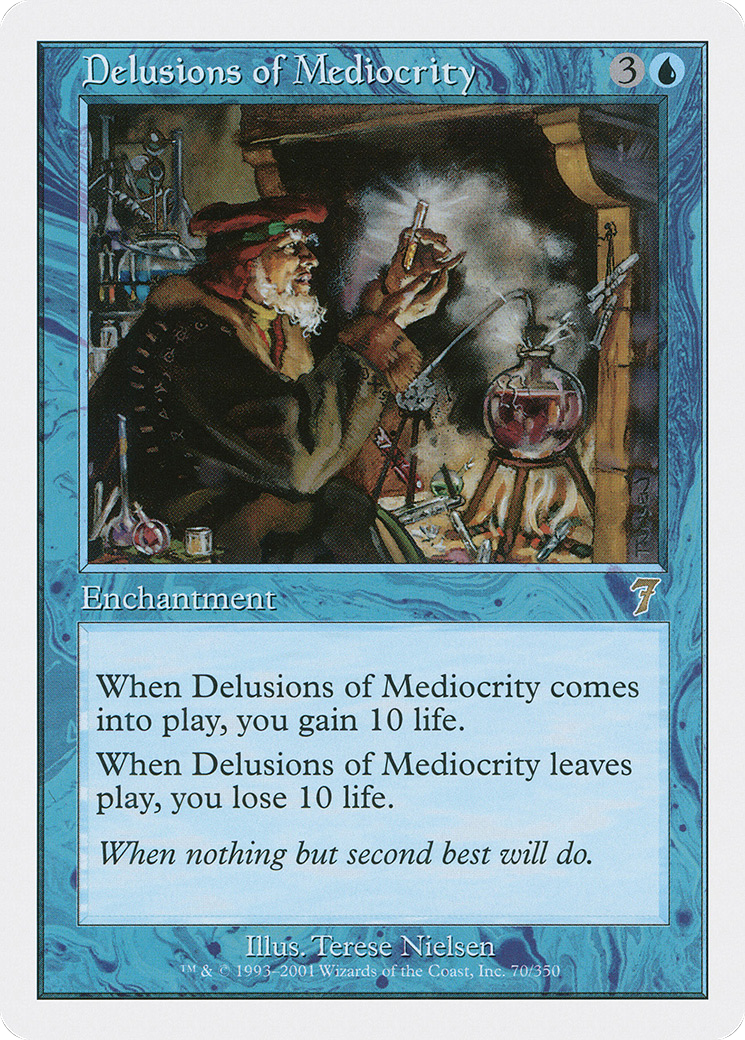 Delusions of Mediocrity 3
Enchantment 7
When Delusions of Mediocrity comes
into play, you gain 10 life.
When Delusions of Mediocrity leaves
play, you lose 10 life.
When nothing but second best will do.
Illus. Terese Nielsen
™ & © 1993–2001 Wizards of the Coast, Inc. 70/350